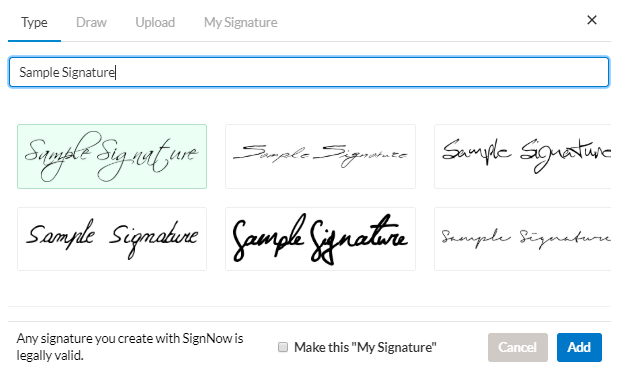 Type Draw Upload My Signature
Sample Signature
Sample Signature Sample Signature Sample Signature
Sample Signature Sample Signature Sample Signature
Any signature you create with SignNow is
legally valid.
Make this "My Signature" Cancel Add